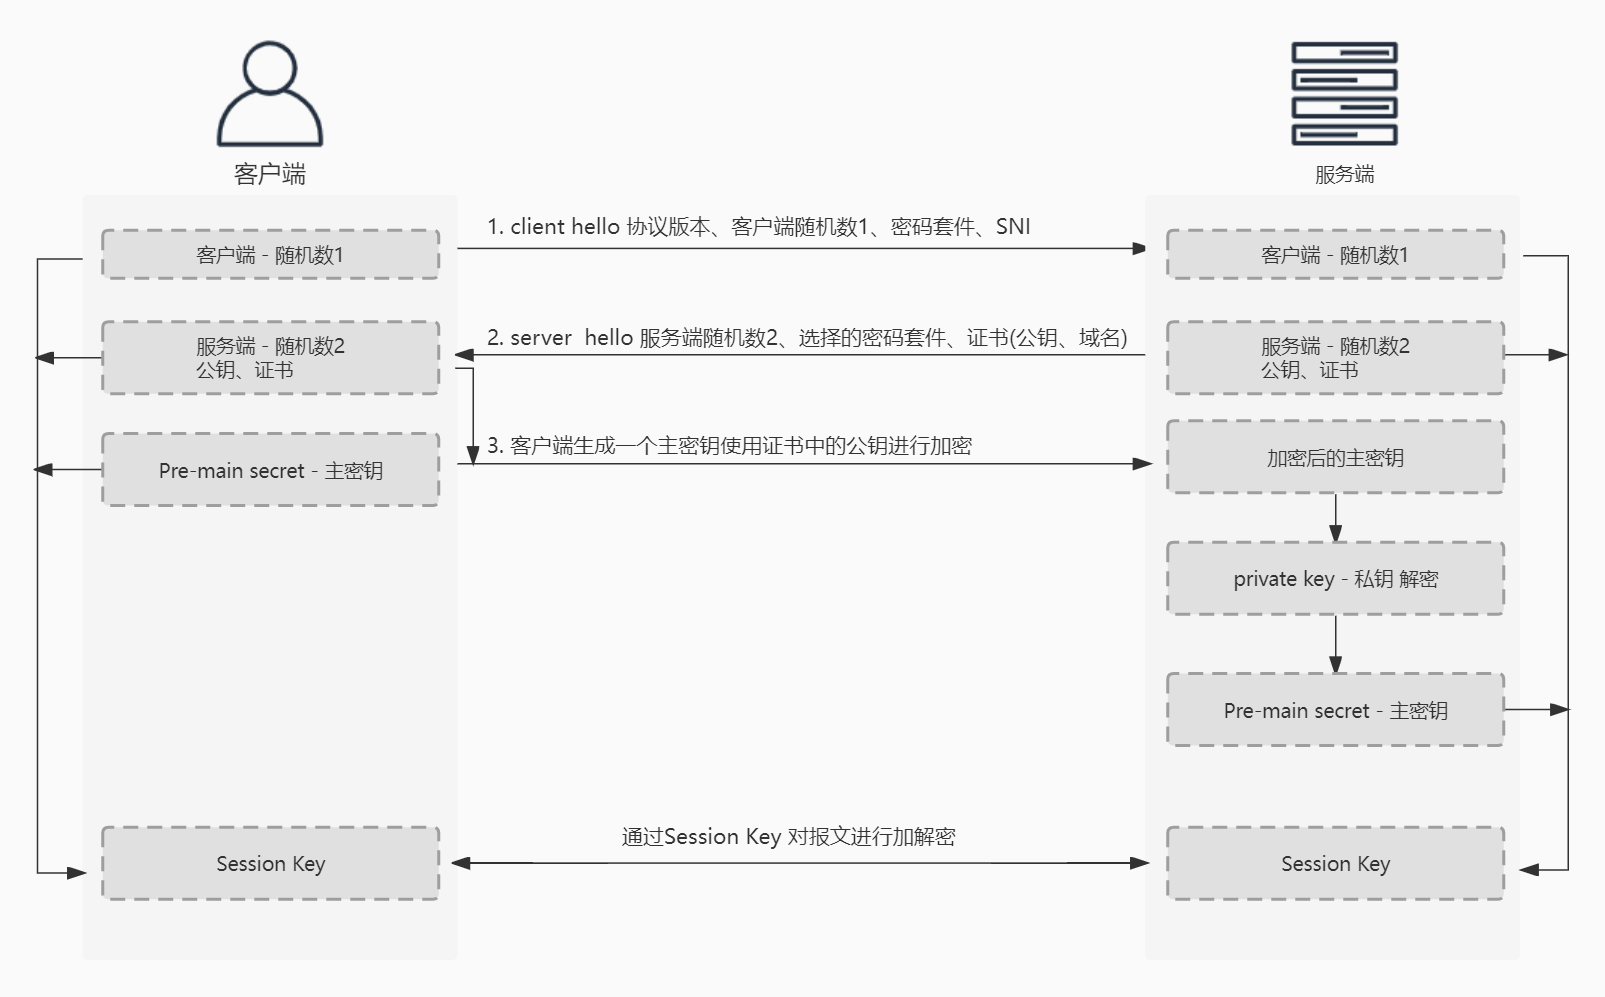 客户端
服务端
1. client hello 协议版本、客户端随机数1、密码套件、SNI
客户端 - 随机数1
客户端 - 随机数1
2. server  hello 服务端随机数2、选择的密码套件、证书(公钥、域名)
服务端 - 随机数2
公钥、证书
服务端 - 随机数2
公钥、证书
3. 客户端生成一个主密钥使用证书中的公钥进行加密
Pre-main secret - 主密钥
加密后的主密钥
private key - 私钥 解密
Pre-main secret - 主密钥
通过Session Key 对报文进行加解密
Session Key
Session Key